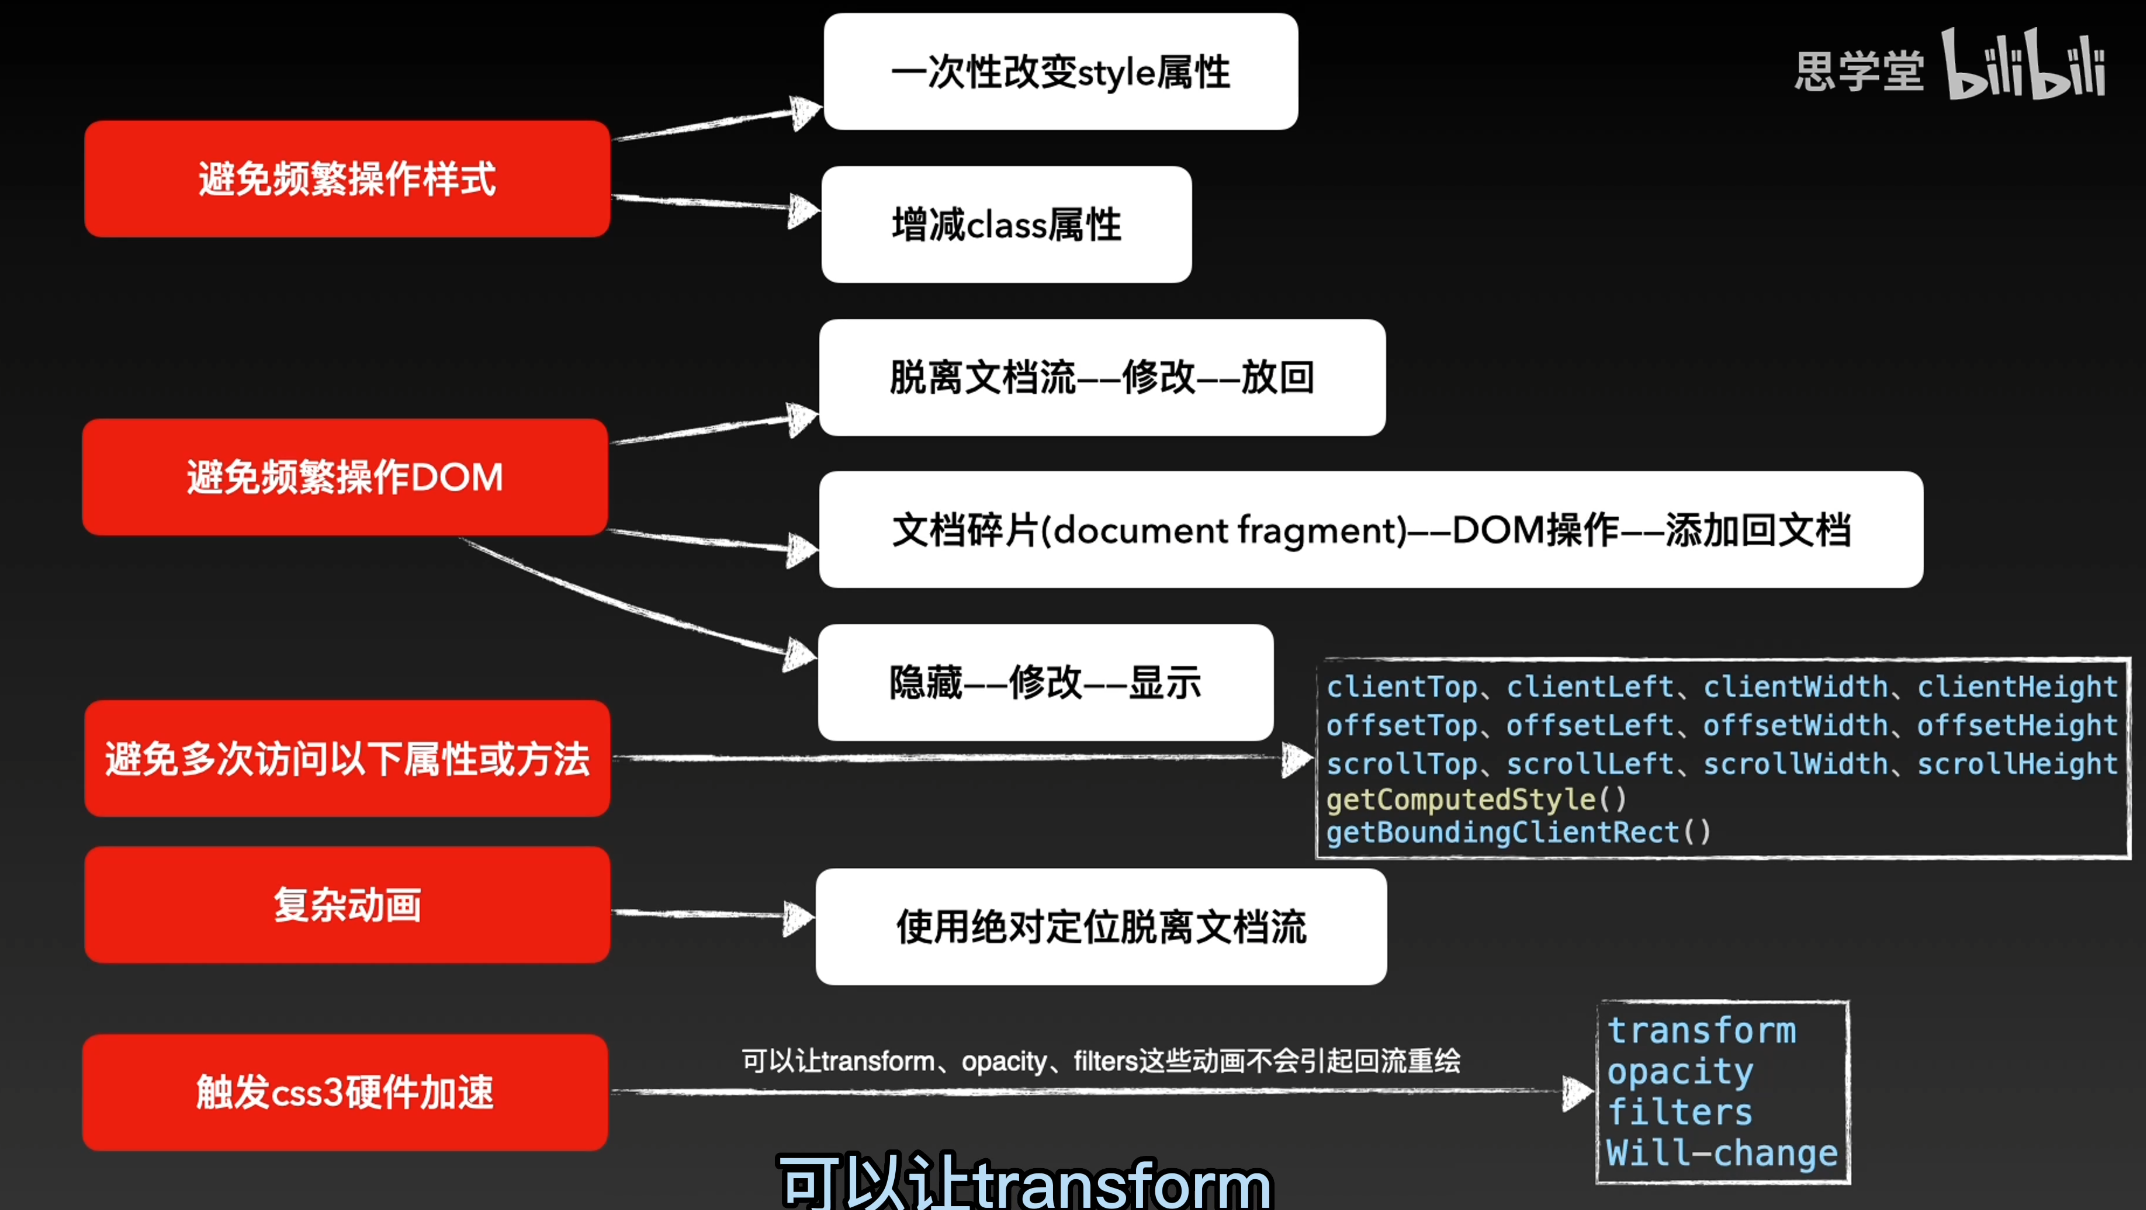 思学堂 bilibili
一次性改变style属性
避免频繁操作样式
增减class属性
脱离文档流——修改——放回
避免频繁操作DOM
文档碎片(document fragment)——DOM操作——添加回文档
隐藏——修改——显示
避免多次访问以下属性或方法
clientTop、clientLeft、clientWidth、clientHeight
offsetTop、offsetLeft、offsetWidth、offsetHeight
scrollTop、scrollLeft、scrollWidth、scrollHeight
getComputedStyle()
getBoundingClientRect()
复杂动画
使用绝对定位脱离文档流
触发css3硬件加速
可以让transform、opacity、filters这些动画不会引起回流重绘
transform
opacity
filters
Will-change
可以让transform